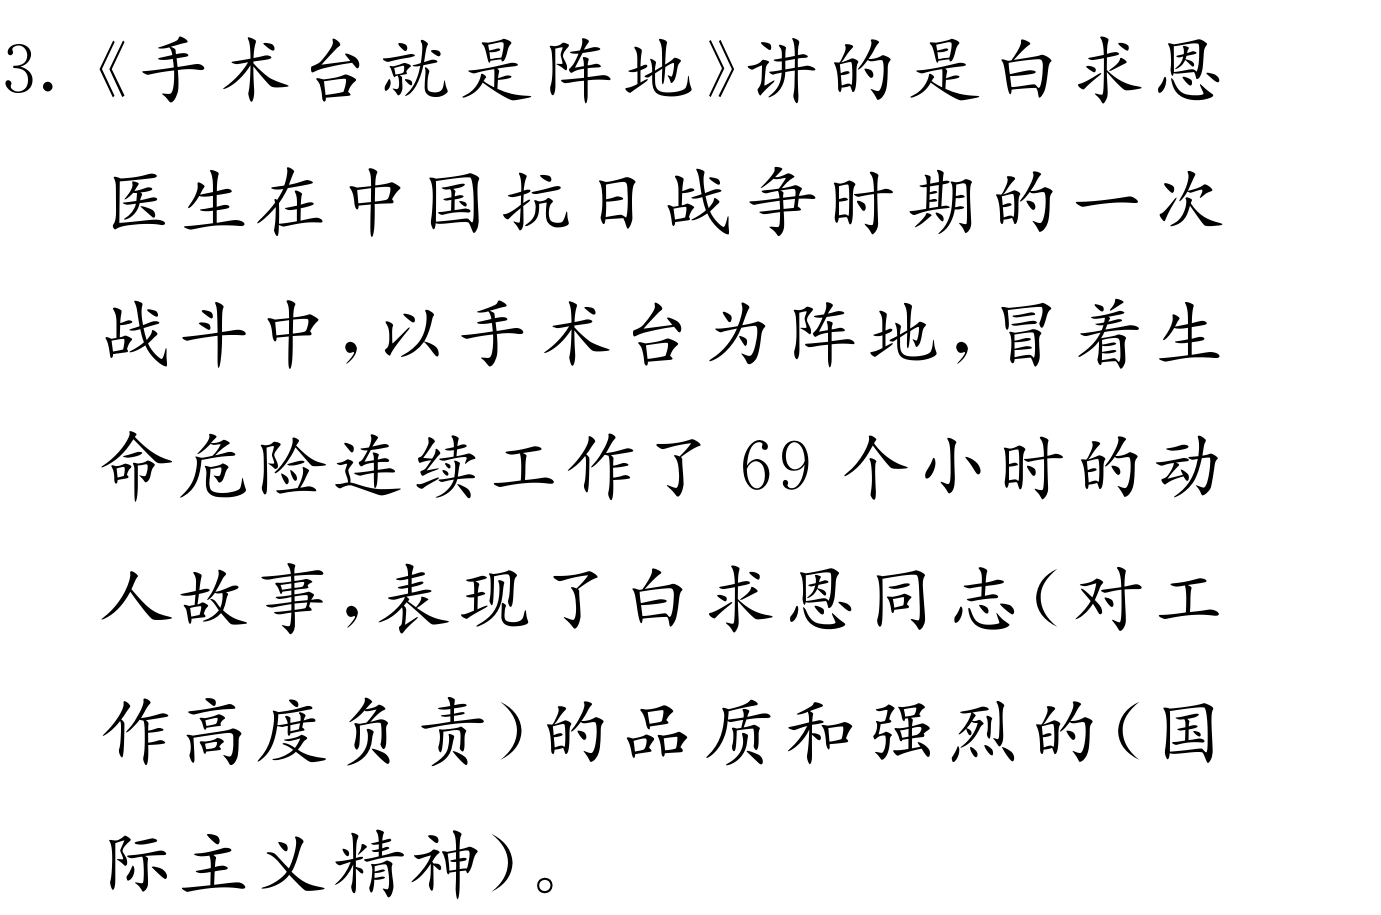 3.《手术台就是阵地》讲的是白求恩
医生在中国抗日战争时期的一次
战斗中,以手术台为阵地,冒着生
命危险连续工作了 69 个小时的动
人故事,表现了白求恩同志(对工
作高度负责)的品质和强烈的(国
际主义精神)。